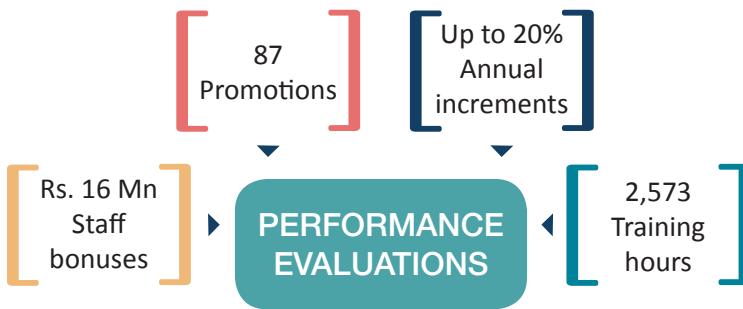 87
Promotions
Up to 20%
Annual
increments
Rs. 16 Mn
Staff
bonuses
PERFORMANCE
EVALUATIONS
2,573
Training
hours